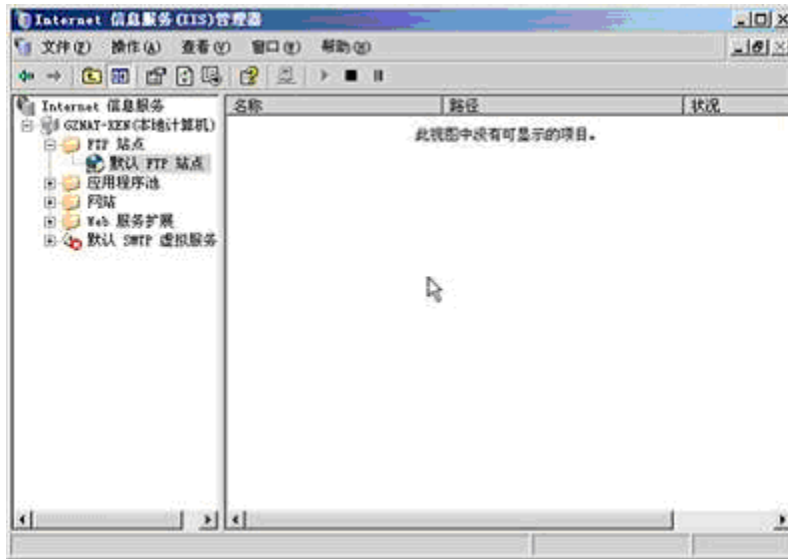 Internet 信息服务(IIS)管理器
文件(F) 操作(A) 查看(V) 窗口(W) 帮助(H)
Internet 信息服务
GZNAT-XEN(本地计算机)
FTP 站点
默认 FTP 站点
应用程序池
网站
Web 服务扩展
默认 SMTP 虚拟服务
名称 路径 状况
此视图中没有可显示的项目。